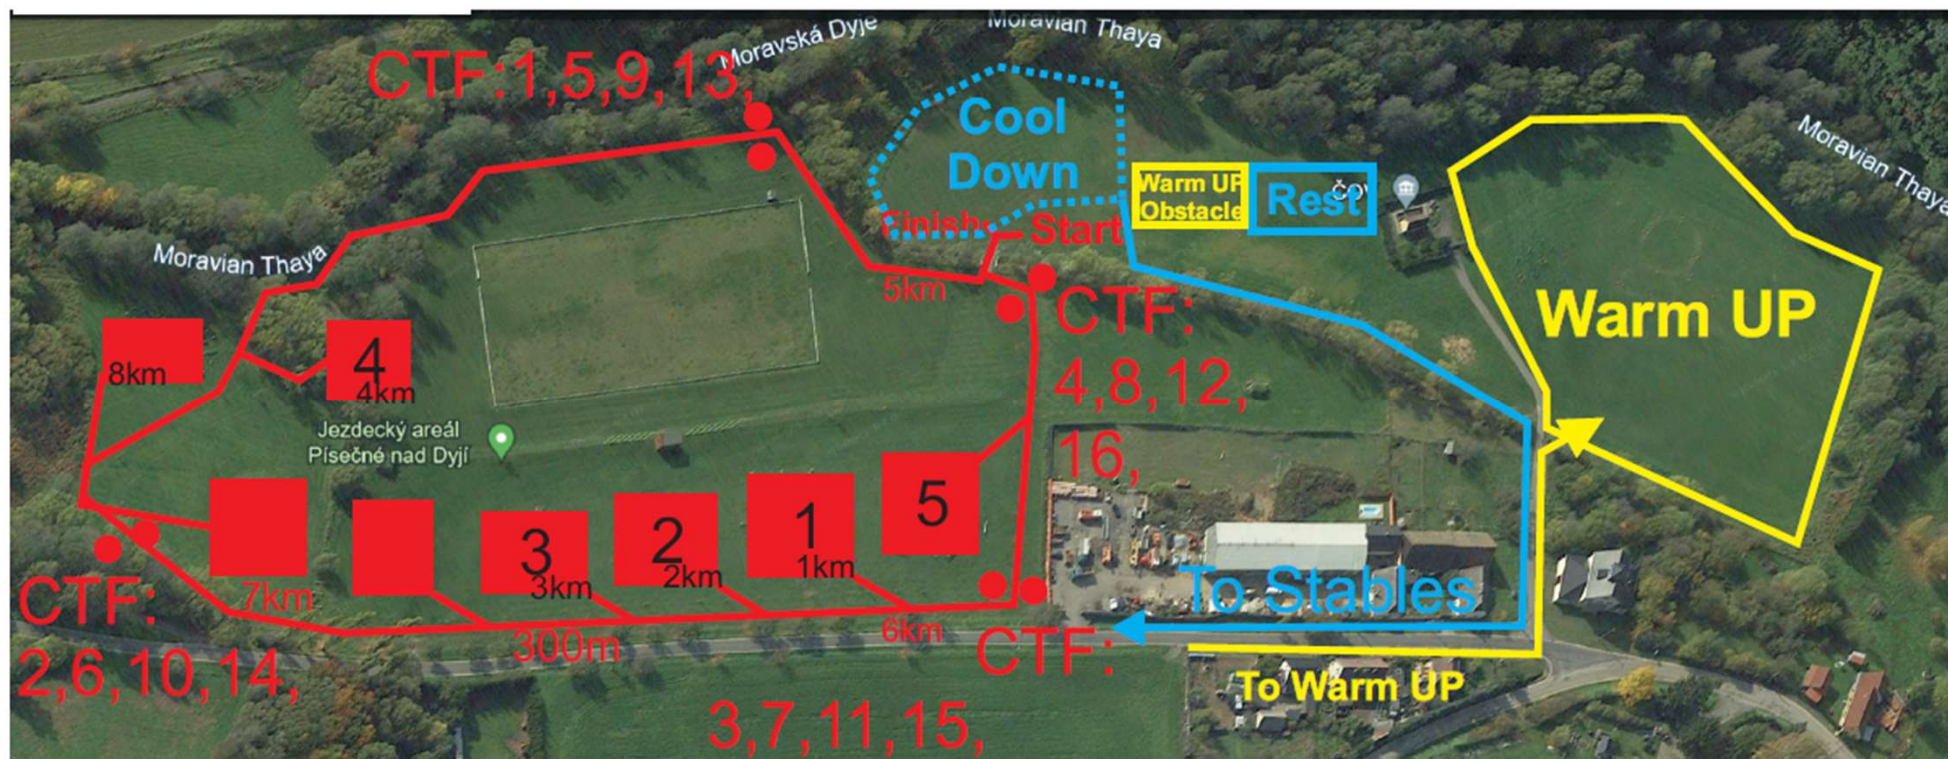 Moravská Dyje
Moravian Thaya
CTF:1,5,9,13,
Cool
Down
Moravian Thaya
Warm UP
Obstacle
Rest
ČOV
Finish
Start
Moravian Thaya
5km
CTF:
4,8,12,
16,
Warm UP
8km
4
4km
Jezdecký areál
Písečné nad Dyjí
5
1
1km
2
2km
3
3km
7km
300m
6km
CTF:
2,6,10,14,
CTF:
3,7,11,15,
To Stables
To Warm UP